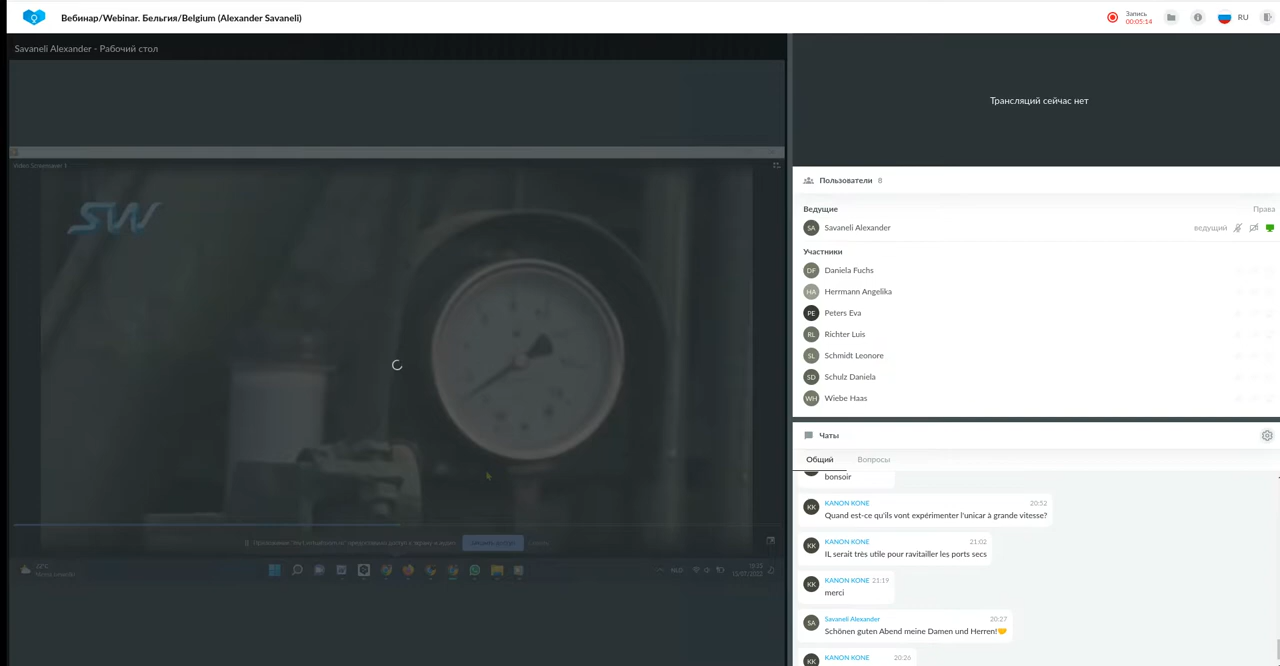 Вебинар/Webinar. Бельгия/Belgium (Alexander Savaneli)
Запись
00:05:14
RU
Savaneli Alexander - Рабочий стол
SW
22°C
NLD
15/07/2022
Трансляций сейчас нет
Пользователи 8
Ведущие
Права
SA Savaneli Alexander
ведущий
Участники
DF Daniela Fuchs
HA Herrmann Angelika
PE Peters Eva
RL Richter Luis
SL Schmidt Leonore
SD Schulz Daniela
WH Wiebe Haas
Чаты
Общий Вопросы
bonsoir
KK KANON KONE 20:52
Quand est-ce qu'ils vont expérimenter l'unicar à grande vitesse?
KK KANON KONE 21:02
IL serait très utile pour ravitailler les ports secs
KK KANON KONE 21:19
merci
SA Savaneli Alexander 20:27
Schönen guten Abend meine Damen und Herren!🤝
KK KANON KONE 20:26